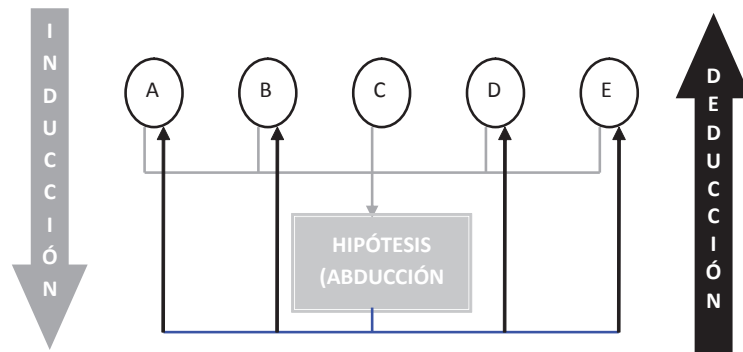 INDUCCIÓN
A B C D E
HIPÓTESIS
(ABDUCCIÓN
DEDUCCIÓN